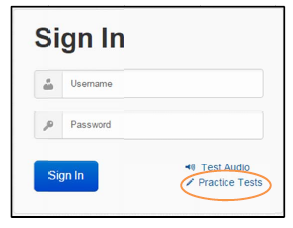 Sign In
Username
Password
Sign In
Test Audio
Practice Tests